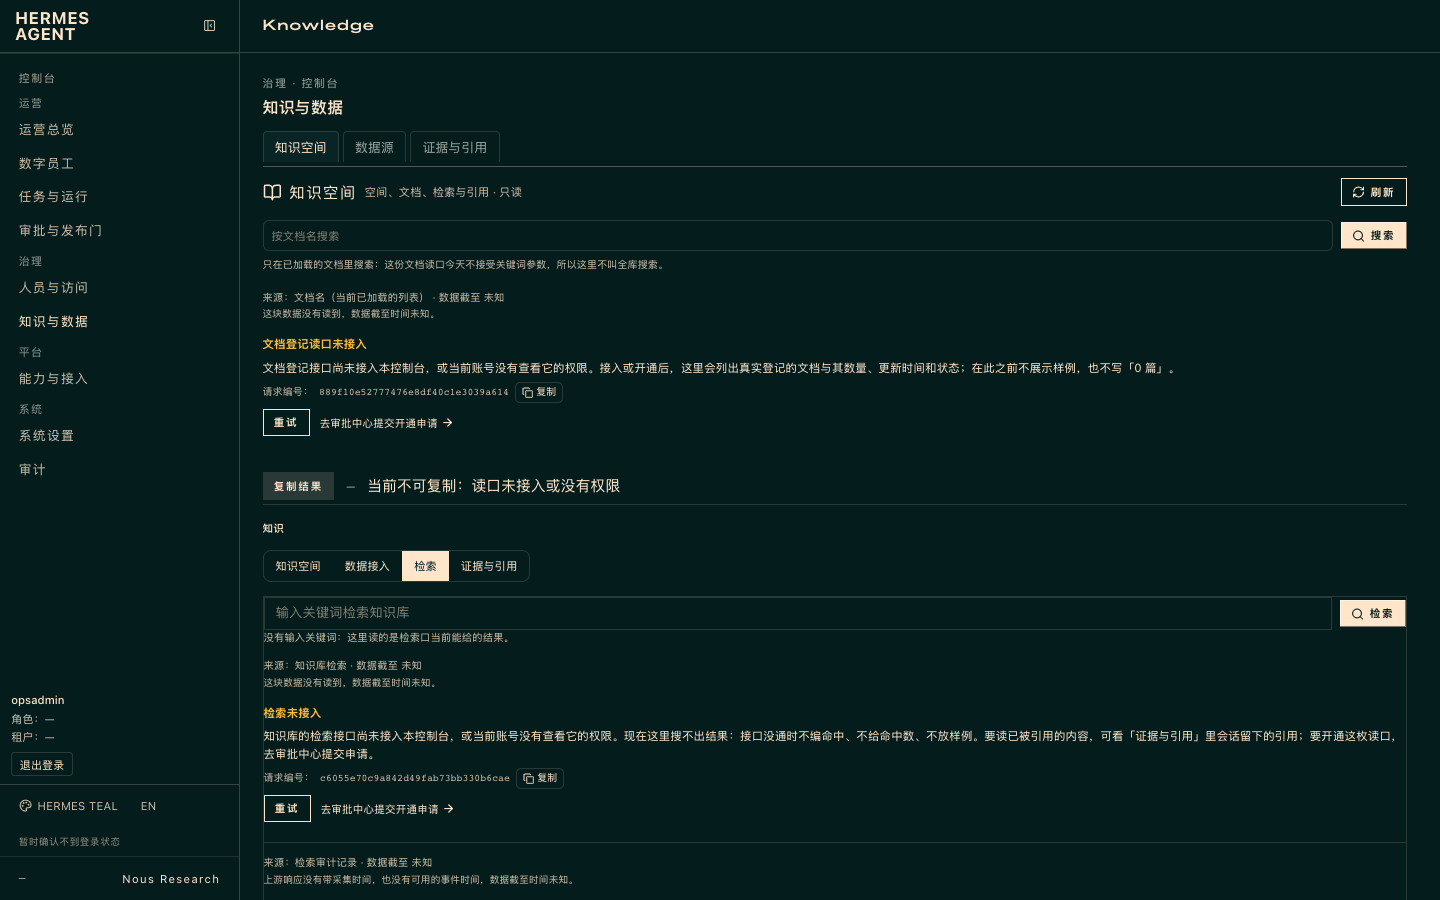 HERMES
AGENT
控制台
运营
运营总览
数字员工
任务与运行
审批与发布门
治理
人员与访问
知识与数据
平台
能力与接入
系统
系统设置
审计
opsadmin
角色：—
租户：—
退出登录
HERMES TEAL EN
暂时确认不到登录状态
— Nous Research
Knowledge
治理 · 控制台
知识与数据
知识空间 数据源 证据与引用
知识空间 空间、文档、检索与引用 · 只读 刷新
按文档名搜索 搜索
只在已加载的文档里搜索：这份文档读口今天不接受关键词参数，所以这里不叫全库搜索。
来源：文档名（当前已加载的列表） · 数据截至 未知
这块数据没有读到，数据截至时间未知。
文档登记读口未接入
文档登记接口尚未接入本控制台，或当前账号没有查看它的权限。接入或开通后，这里会列出真实登记的文档与其数量、更新时间和状态；在此之前不展示样例，也不写「0 篇」。
请求编号： 889f10e52777476e8df40c1e3039a614 复制
重试 去审批中心提交开通申请 →
复制结果 — 当前不可复制：读口未接入或没有权限
知识
知识空间 数据接入 检索 证据与引用
输入关键词检索知识库 检索
没有输入关键词：这里读的是检索口当前能给的结果。
来源：知识库检索 · 数据截至 未知
这块数据没有读到，数据截至时间未知。
检索未接入
知识库的检索接口尚未接入本控制台，或当前账号没有查看它的权限。现在这里搜不出结果：接口没通时不编命中、不给命中数、不放样例。要读已被引用的内容，可看「证据与引用」里会话留下的引用；要开通这枚读口，
去审批中心提交申请。
请求编号： c6055e70c9a842d49fab73bb330b6cae 复制
重试 去审批中心提交开通申请 →
来源：检索审计记录 · 数据截至 未知
上游响应没有带采集时间，也没有可用的事件时间，数据截至时间未知。